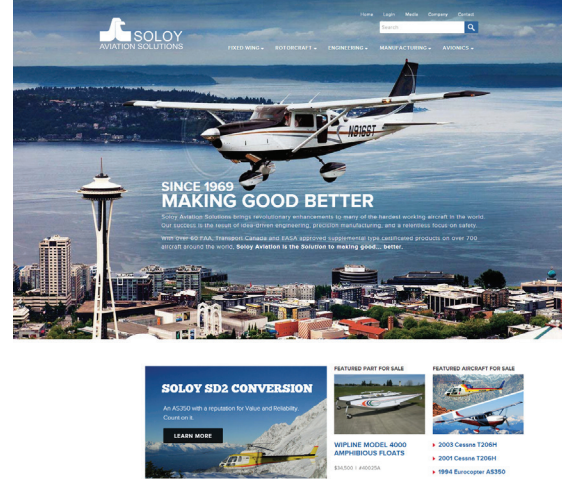 Home Login Media Company Contact
SOLOY
AVIATION SOLUTIONS
Search
FIXED WING ROTORCRAFT ENGINEERING MANUFACTURING AVIONICS
N9168T
SINCE 1969
MAKING GOOD BETTER
Soloy Aviation Solutions brings revolutionary enhancements to many of the hardest working aircraft in the world.
Our success is the result of idea-driven engineering, precision manufacturing, and a relentless focus on safety.
With over 60 FAA, Transport Canada and EASA approved supplemental type certificated products on over 700
aircraft around the world, Soloy Aviation is the Solution to making good... better.
SOLOY SD2 CONVERSION
An AS350 with a reputation for Value and Reliability.
Count on it.
LEARN MORE
FEATURED PART FOR SALE
WIPLINE MODEL 4000
AMPHIBIOUS FLOATS
$34,500 |
FEATURED AIRCRAFT FOR SALE
2003 Cessna T206H
2001 Cessna T206H
1994 Eurocopter AS350